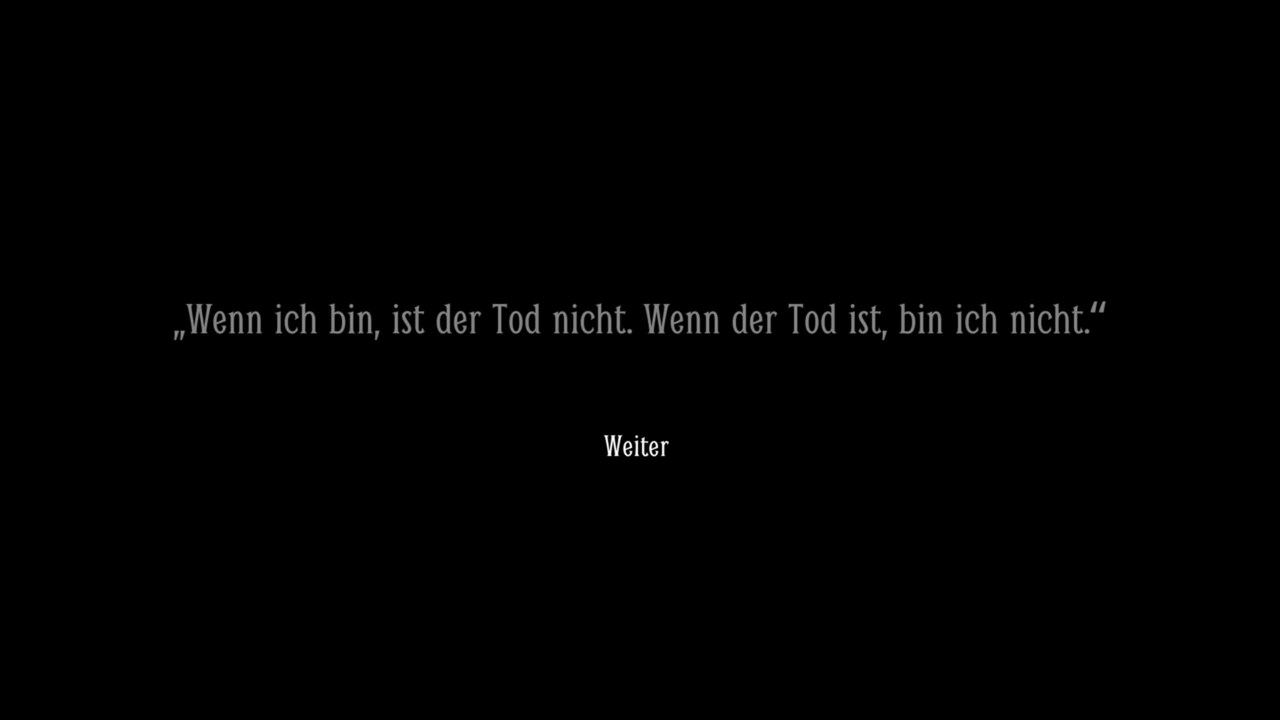 „Wenn ich bin, ist der Tod nicht. Wenn der Tod ist, bin ich nicht.“
Weiter